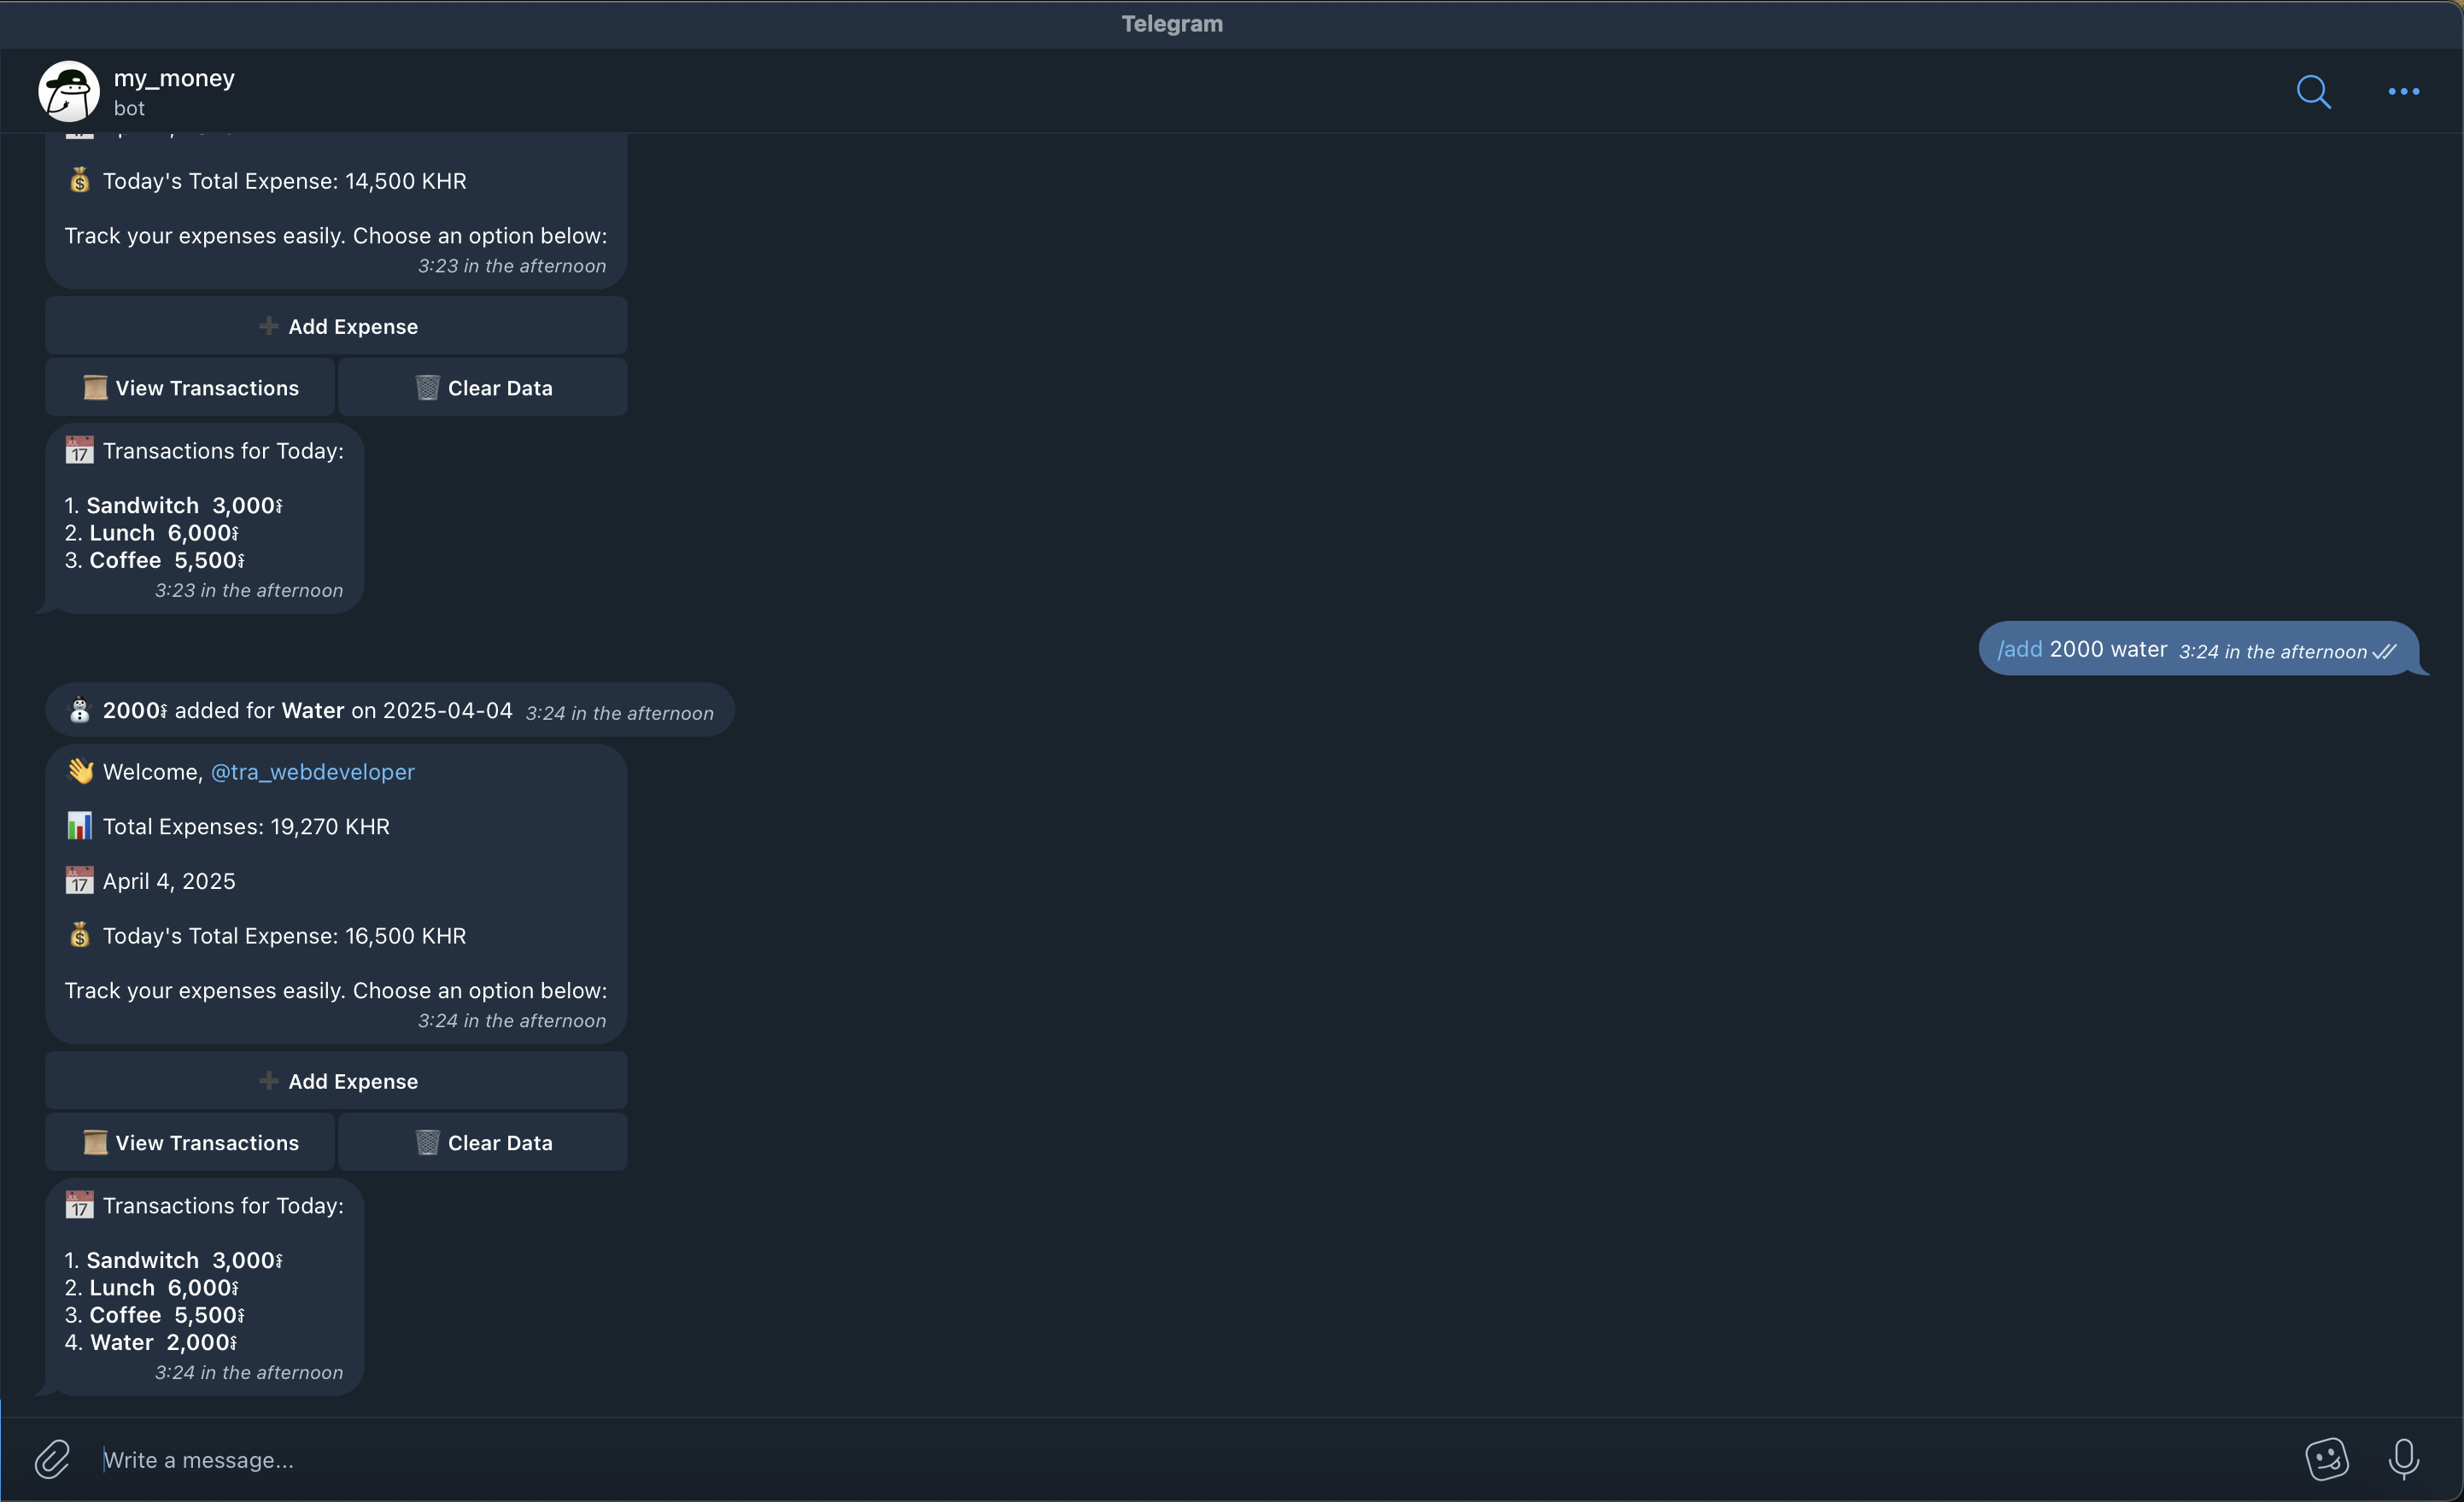 Telegram
my_money
bot
💰 Today's Total Expense: 14,500 KHR
Track your expenses easily. Choose an option below:
3:23 in the afternoon
➕ Add Expense
📜 View Transactions
🗑️ Clear Data
📅 Transactions for Today:
1. Sandwitch 3,000៛
2. Lunch 6,000៛
3. Coffee 5,500៛
3:23 in the afternoon
/add 2000 water 3:24 in the afternoon
⛄ 2000៛ added for Water on 2025-04-04 3:24 in the afternoon
👋 Welcome, @tra_webdeveloper
📊 Total Expenses: 19,270 KHR
📅 April 4, 2025
💰 Today's Total Expense: 16,500 KHR
Track your expenses easily. Choose an option below:
3:24 in the afternoon
➕ Add Expense
📜 View Transactions
🗑️ Clear Data
📅 Transactions for Today:
1. Sandwitch 3,000៛
2. Lunch 6,000៛
3. Coffee 5,500៛
4. Water 2,000៛
3:24 in the afternoon
Write a message...